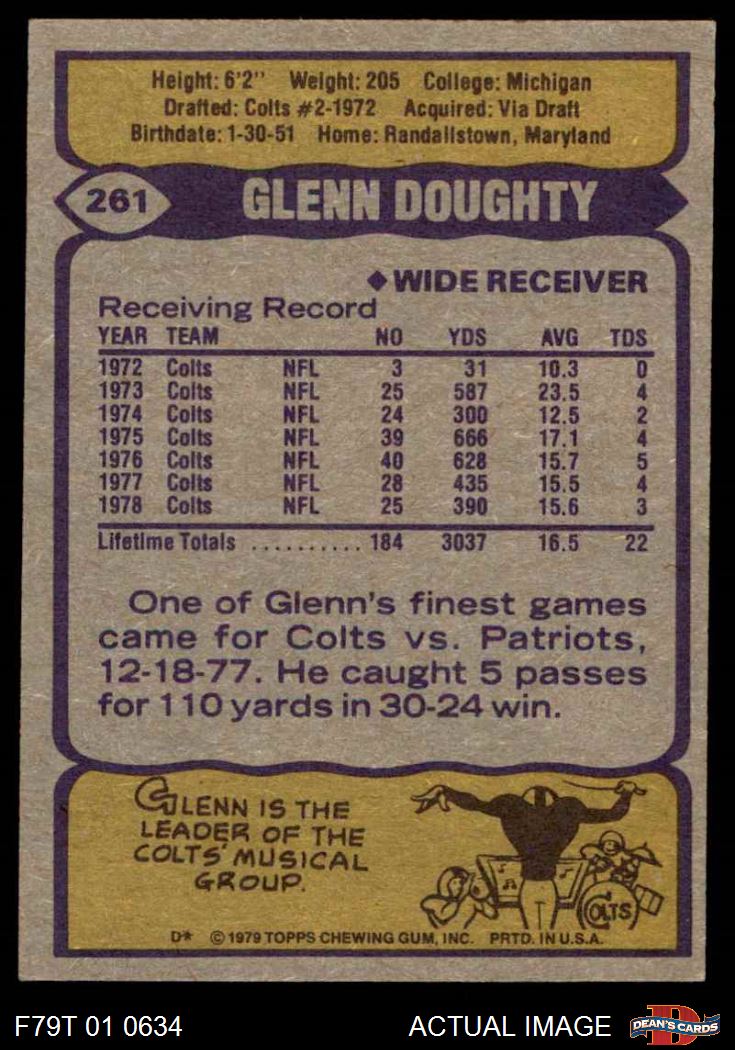 Height: 6'2" Weight: 205 College: Michigan
Drafted: Colts #2-1972 Acquired: Via Draft
Birthdate: 1-30-51 Home: Randallstown, Maryland
261 GLENN DOUGHTY
◆ WIDE RECEIVER
Receiving Record
YEAR TEAM NO YDS AVG TDS
1972 Colts NFL 3 31 10.3 0
1973 Colts NFL 25 587 23.5 4
1974 Colts NFL 24 300 12.5 2
1975 Colts NFL 39 666 17.1 4
1976 Colts NFL 40 628 15.7 5
1977 Colts NFL 28 435 15.5 4
1978 Colts NFL 25 390 15.6 3
Lifetime Totals .......... 184 3037 16.5 22
One of Glenn's finest games
came for Colts vs. Patriots,
12-18-77. He caught 5 passes
for 110 yards in 30-24 win.
GLENN IS THE
LEADER OF THE
COLTS' MUSICAL
GROUP.
COLTS
D* © 1979 TOPPS CHEWING GUM, INC. PRTD. IN U.S.A.
F79T 01 0634 ACTUAL IMAGE D DEAN'S CARDS